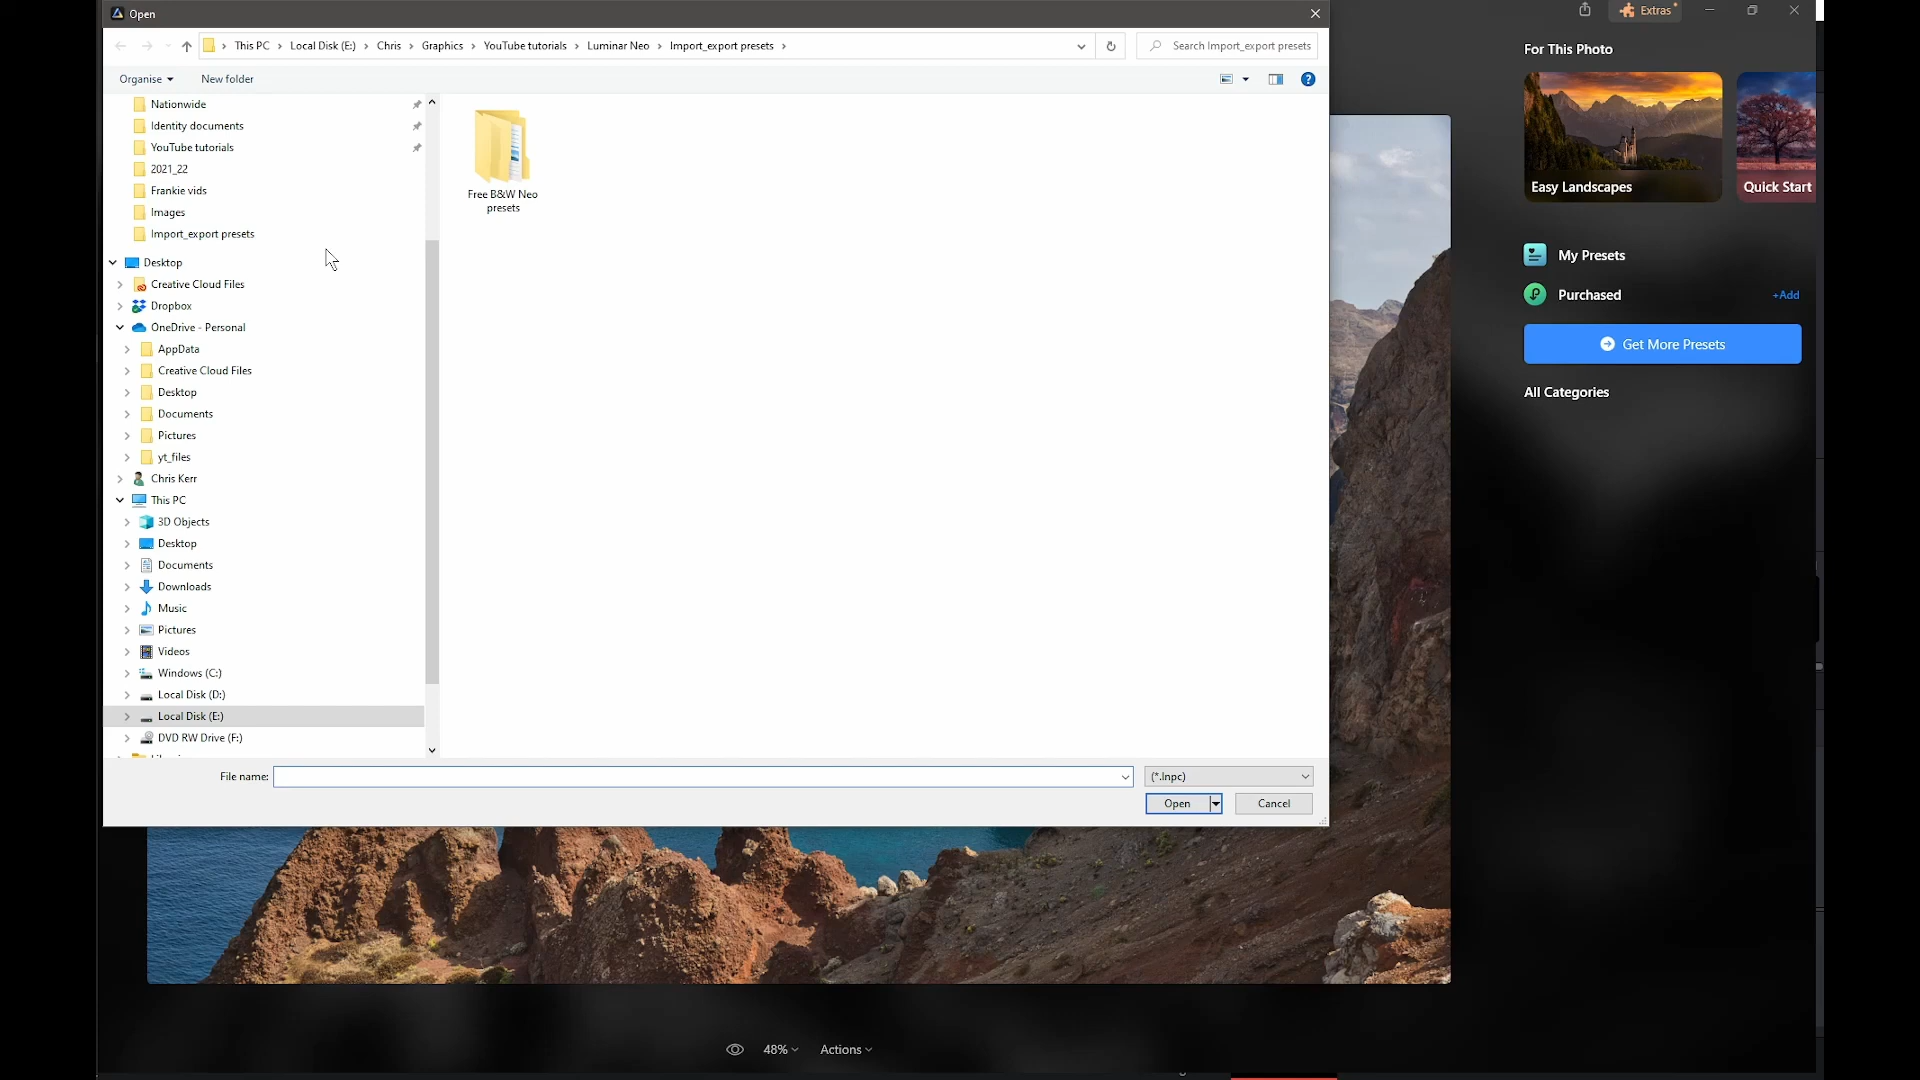 Open
Extras
This PC > Local Disk (E:) > Chris > Graphics > YouTube tutorials > Luminar Neo > Import_export presets >
Search Import_export presets
Organise
New folder
Nationwide
Identity documents
YouTube tutorials
2021_22
Frankie vids
Images
Import_export presets
Desktop
Creative Cloud Files
Dropbox
OneDrive - Personal
AppData
Creative Cloud Files
Desktop
Documents
Pictures
yt_files
Chris Kerr
This PC
3D Objects
Desktop
Documents
Downloads
Music
Pictures
Videos
Windows (C:)
Local Disk (D:)
Local Disk (E:)
DVD RW Drive (F:)
Free B&W Neo
presets
File name:
(*.lnpc)
Open
Cancel
For This Photo
Easy Landscapes
Quick Start
My Presets
Purchased
+Add
Get More Presets
All Categories
48%
Actions